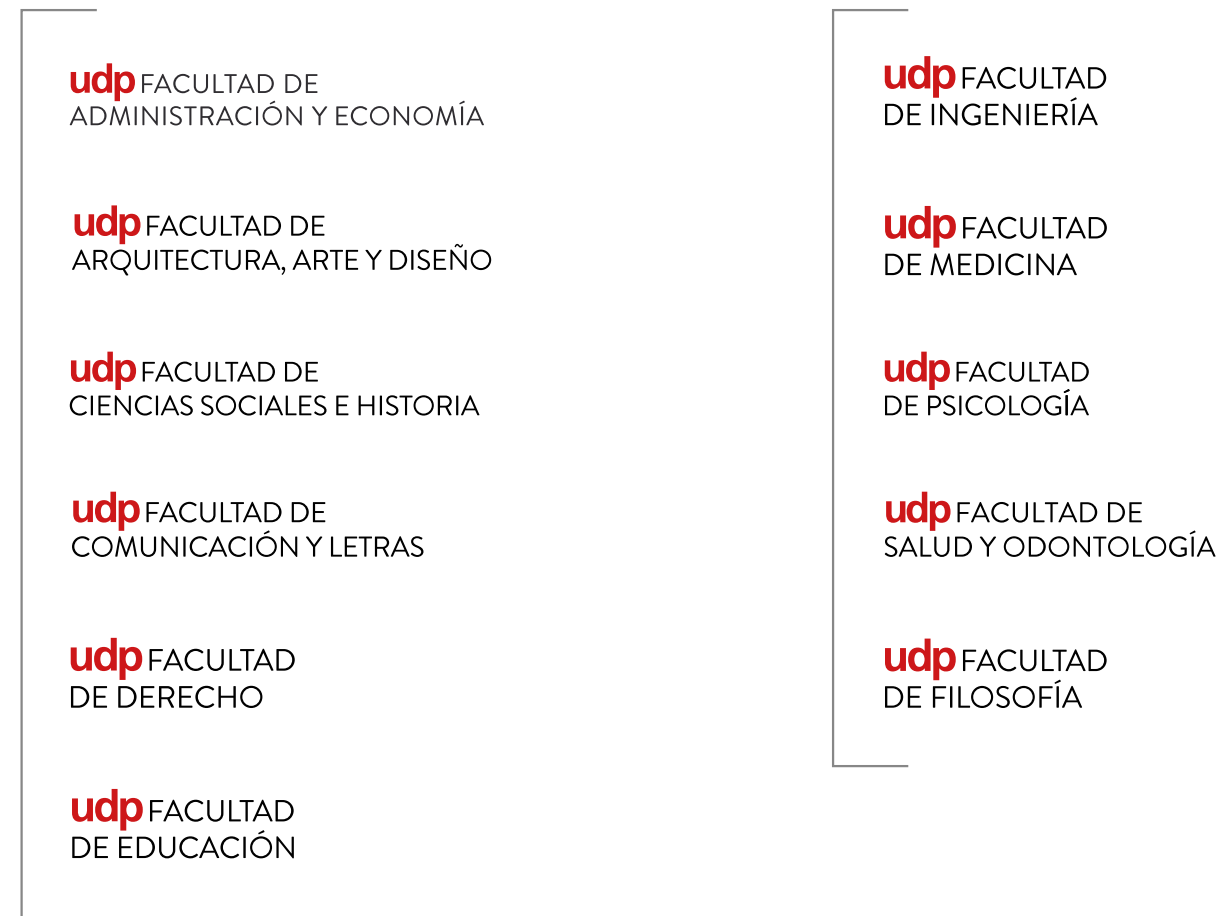 udp FACULTAD DE
ADMINISTRACIÓN Y ECONOMÍA
udp FACULTAD DE
ARQUITECTURA, ARTE Y DISEÑO
udp FACULTAD DE
CIENCIAS SOCIALES E HISTORIA
udp FACULTAD DE
COMUNICACIÓN Y LETRAS
udp FACULTAD
DE DERECHO
udp FACULTAD
DE EDUCACIÓN
udp FACULTAD
DE INGENIERÍA
udp FACULTAD
DE MEDICINA
udp FACULTAD
DE PSICOLOGÍA
udp FACULTAD DE
SALUD Y ODONTOLOGÍA
udp FACULTAD
DE FILOSOFÍA